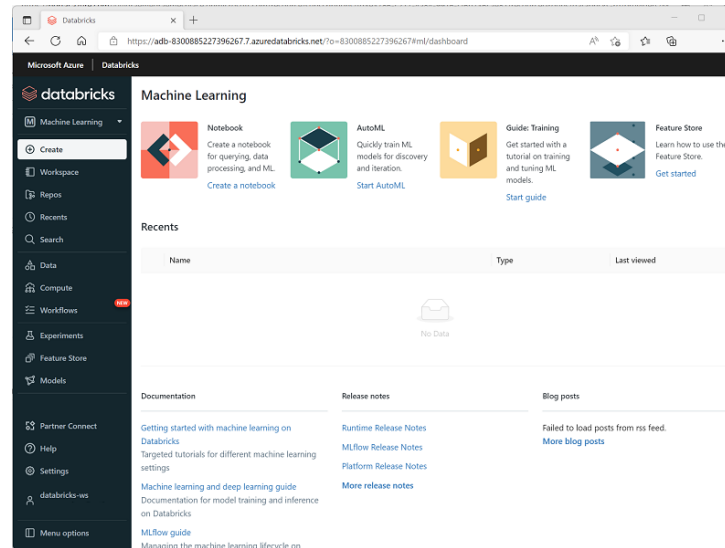 Databricks
https://adb-8300885227396267.7.azuredatabricks.net/?o=8300885227396267#ml/dashboard
Microsoft Azure
Databricks
databricks
M Machine Learning
Create
Workspace
Repos
Recents
Search
Data
Compute
Workflows
NEW
Experiments
Feature Store
Models
Partner Connect
Help
Settings
databricks-ws
Menu options
Machine Learning
Notebook
Create a notebook
for querying, data
processing, and ML.
Create a notebook
AutoML
Quickly train ML
models for discovery
and iteration.
Start AutoML
Guide: Training
Get started with a
tutorial on training
and tuning ML
models.
Start guide
Feature Store
Learn how to use the
Feature Store.
Get started
Recents
Name Type Last viewed
No Data
Documentation
Getting started with machine learning on
Databricks
Targeted tutorials for different machine learning
settings
Machine learning and deep learning guide
Documentation for model training and inference
on Databricks
MLflow guide
Managing the machine learning lifecycle on
Release notes
Runtime Release Notes
MLflow Release Notes
Platform Release Notes
More release notes
Blog posts
Failed to load posts from rss feed.
More blog posts